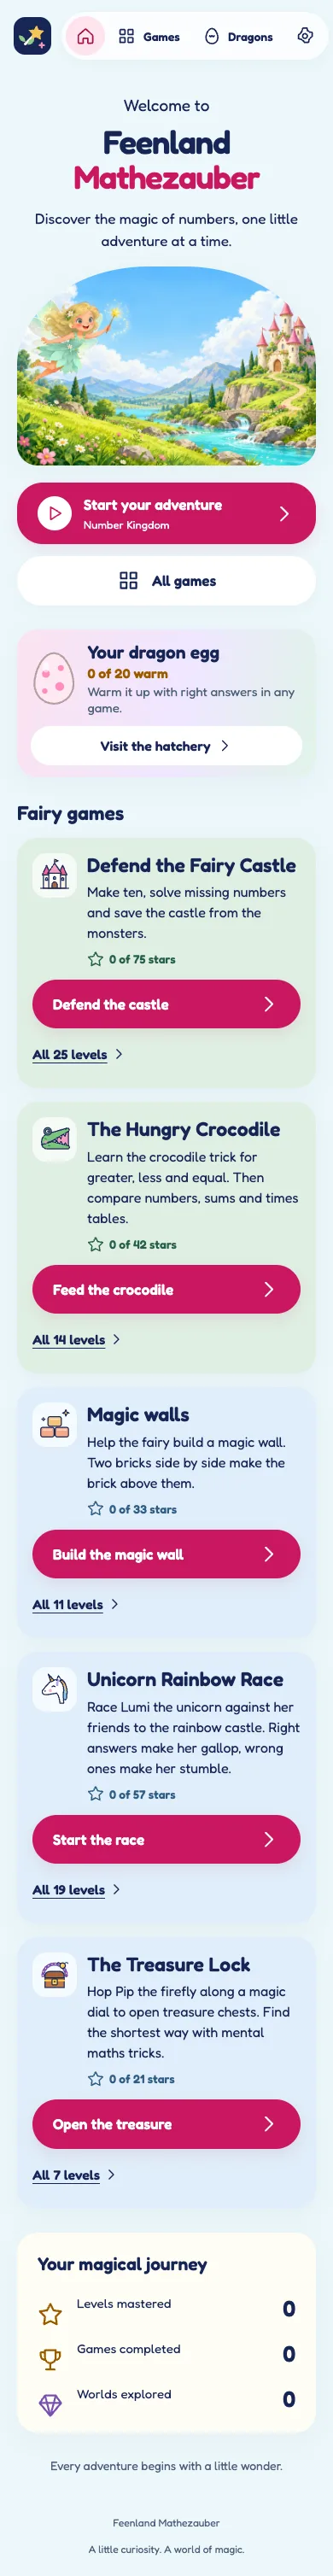 Games
Dragons
Welcome to
Feenland
Mathezauber
Discover the magic of numbers, one little
adventure at a time.
Start your adventure
Number Kingdom
All games
Your dragon egg
0 of 20 warm
Warm it up with right answers in any
game.
Visit the hatchery
Fairy games
Defend the Fairy Castle
Make ten, solve missing numbers
and save the castle from the
monsters.
0 of 75 stars
Defend the castle
All 25 levels
The Hungry Crocodile
Learn the crocodile trick for
greater, less and equal. Then
compare numbers, sums and times
tables.
0 of 42 stars
Feed the crocodile
All 14 levels
Magic walls
Help the fairy build a magic wall.
Two bricks side by side make the
brick above them.
0 of 33 stars
Build the magic wall
All 11 levels
Unicorn Rainbow Race
Race Lumi the unicorn against her
friends to the rainbow castle. Right
answers make her gallop, wrong
ones make her stumble.
0 of 57 stars
Start the race
All 19 levels
The Treasure Lock
Hop Pip the firefly along a magic
dial to open treasure chests. Find
the shortest way with mental
maths tricks.
0 of 21 stars
Open the treasure
All 7 levels
Your magical journey
Levels mastered 0
Games completed 0
Worlds explored 0
Every adventure begins with a little wonder.
Feenland Mathezauber
A little curiosity. A world of magic.